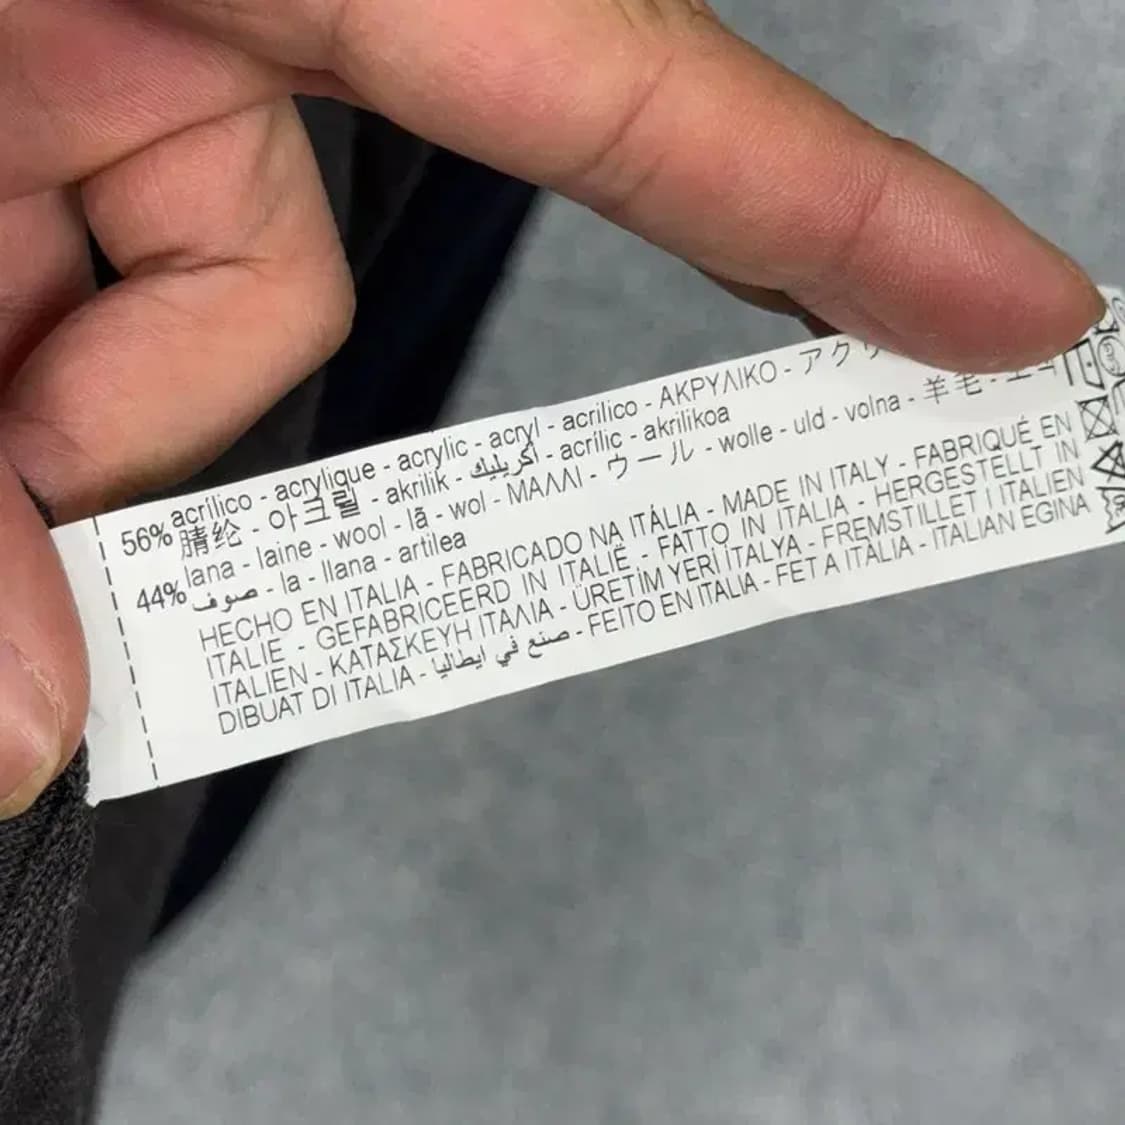 56% acrílico - acrylique - acrylic - acryl - acrilico - ΑΚΡΥΛΙΚΟ - アク
腈纶 - 아크릴 - akrilik - أكريليك - acrílic - akrilikoa
44% lana - laine - wool - lã - wol - ΜΑΛΛΙ - ウール - wolle - uld - volna - 羊毛 -
صوف - la - llana - artilea
HECHO EN ITALIA - FABRICADO NA ITÁLIA - MADE IN ITALY - FABRIQUÉ EN
ITALIE - GEFABRICEERD IN ITALIË - FATTO IN ITALIA - HERGESTELLT IN
ITALIEN - ΚΑΤΑΣΚΕΥΗ ΙΤΑΛΙΑ - ÜRETİM YERİ İTALYA - FREMSTILLET I ITALIEN
DIBUAT DI ITALIA - صنع في ايطاليا - FEITO EN ITALIA - FET A ITÀLIA - ITALIAN EGINA